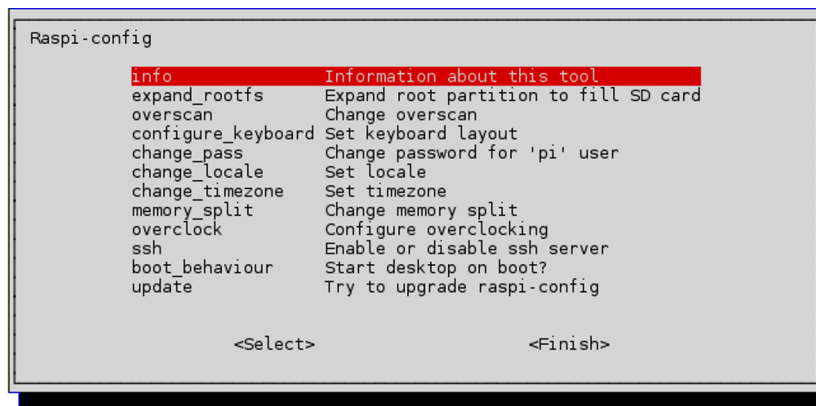 Raspi-config
info Information about this tool
expand_rootfs Expand root partition to fill SD card
overscan Change overscan
configure_keyboard Set keyboard layout
change_pass Change password for 'pi' user
change_locale Set locale
change_timezone Set timezone
memory_split Change memory split
overclock Configure overclocking
ssh Enable or disable ssh server
boot_behaviour Start desktop on boot?
update Try to upgrade raspi-config
<Select> <Finish>